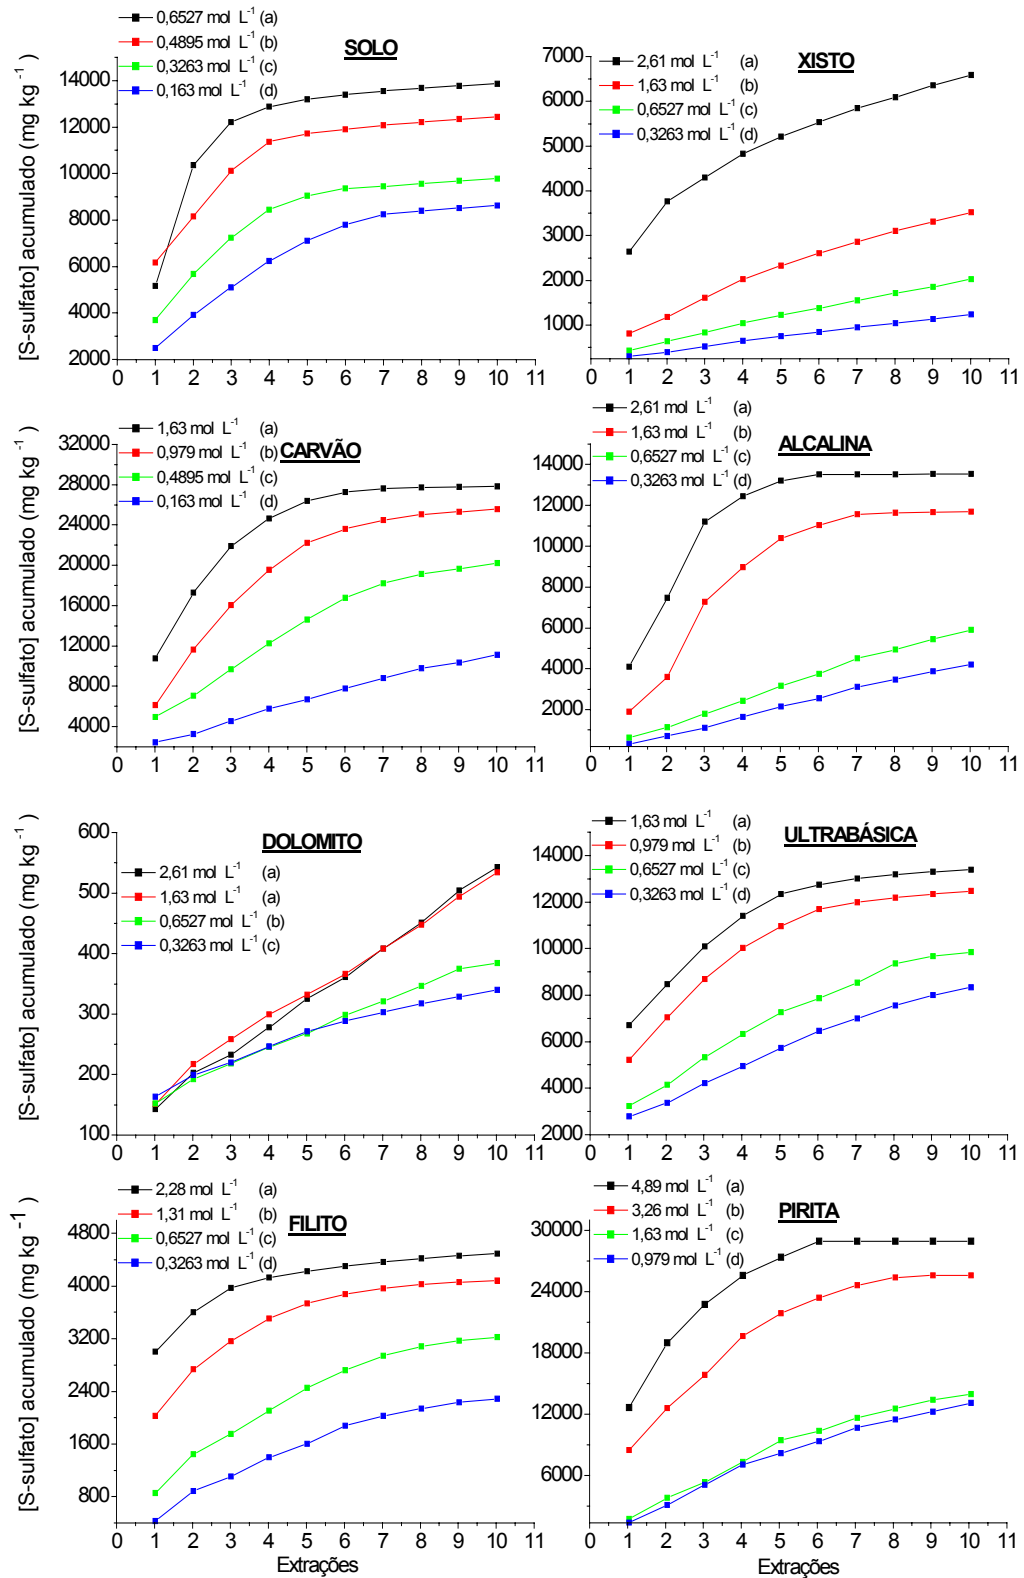 0,6527 mol L-1 (a)
0,4895 mol L-1 (b)
0,3263 mol L-1 (c)
0,163 mol L-1 (d)
SOLO
[S-sulfato] acumulado (mg kg-1)
14000
12000
10000
8000
6000
4000
2000
0 1 2 3 4 5 6 7 8 9 10 11
2,61 mol L-1 (a)
1,63 mol L-1 (b)
0,6527 mol L-1 (c)
0,3263 mol L-1 (d)
XISTO
7000
6000
5000
4000
3000
2000
1000
0 1 2 3 4 5 6 7 8 9 10 11
1,63 mol L-1 (a)
0,979 mol L-1 (b)
0,4895 mol L-1 (c)
0,163 mol L-1 (d)
CARVÃO
[S-sulfato] acumulado (mg kg-1)
32000
28000
24000
20000
16000
12000
8000
4000
0 1 2 3 4 5 6 7 8 9 10 11
2,61 mol L-1 (a)
1,63 mol L-1 (b)
0,6527 mol L-1 (c)
0,3263 mol L-1 (d)
ALCALINA
14000
12000
10000
8000
6000
4000
2000
0 1 2 3 4 5 6 7 8 9 10 11
DOLOMITO
2,61 mol L-1 (a)
1,63 mol L-1 (a)
0,6527 mol L-1 (b)
0,3263 mol L-1 (c)
[S-sulfato] acumulado (mg kg-1)
600
500
400
300
200
100
0 1 2 3 4 5 6 7 8 9 10 11
1,63 mol L-1 (a)
0,979 mol L-1 (b)
0,6527 mol L-1 (c)
0,3263 mol L-1 (d)
ULTRABÁSICA
14000
12000
10000
8000
6000
4000
2000
0 1 2 3 4 5 6 7 8 9 10 11
2,28 mol L-1 (a)
1,31 mol L-1 (b)
0,6527 mol L-1 (c)
0,3263 mol L-1 (d)
FILITO
[S-sulfato] acumulado (mg kg-1)
4800
4000
3200
2400
1600
800
0 1 2 3 4 5 6 7 8 9 10 11
Extrações
4,89 mol L-1 (a)
3,26 mol L-1 (b)
1,63 mol L-1 (c)
0,979 mol L-1 (d)
PIRITA
30000
24000
18000
12000
6000
0 1 2 3 4 5 6 7 8 9 10 11
Extrações